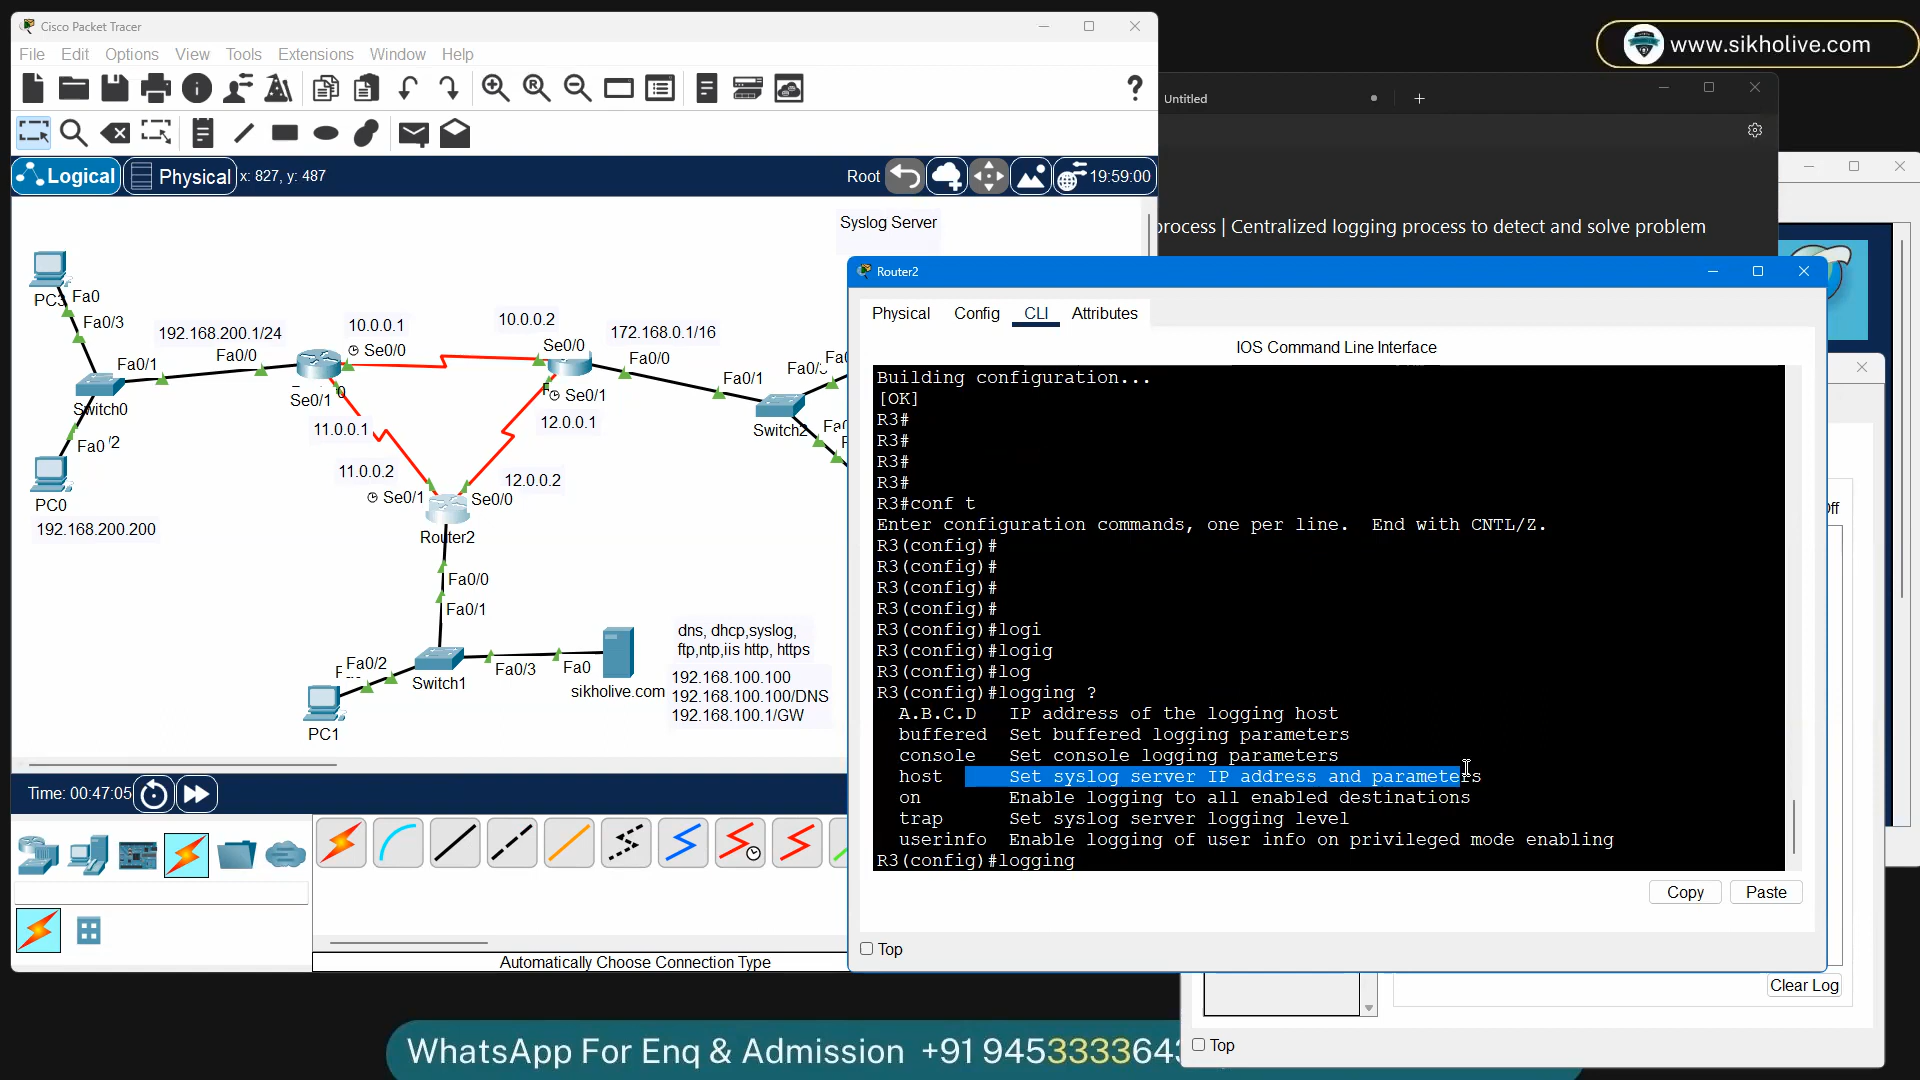 Cisco Packet Tracer
www.sikholive.com
File Edit Options View Tools Extensions Window Help
Untitled
Logical Physical x: 827, y: 487 Root 19:59:00
Syslog Server
process | Centralized logging process to detect and solve problem
Router2
Physical Config CLI Attributes
IOS Command Line Interface
PC3
Fa0
Fa0/3
192.168.200.1/24
Fa0/0
Fa0/1
Switch0
Fa0
/2
PC0
192.168.200.200
10.0.0.1
Se0/0
Se0/1
0
11.0.0.1
10.0.0.2
Se0/0
172.168.0.1/16
Fa0/0
Se0/1
12.0.0.1
Fa0/1
Switch2
11.0.0.2
Se0/1
12.0.0.2
Se0/0
Router2
Fa0/0
Fa0/1
Fa0/2
Switch1
Fa0/3
Fa0
PC1
sikholive.com
dns, dhcp,syslog,
ftp,ntp,iis http, https
192.168.100.100
192.168.100.100/DNS
192.168.100.1/GW
Building configuration...
[OK]
R3#
R3#
R3#
R3#
R3#conf t
Enter configuration commands, one per line. End with CNTL/Z.
R3(config)#
R3(config)#
R3(config)#
R3(config)#
R3(config)#logi
R3(config)#logig
R3(config)#log
R3(config)#logging ?
A.B.C.D IP address of the logging host
buffered Set buffered logging parameters
console Set console logging parameters
host Set syslog server IP address and parameters
on Enable logging to all enabled destinations
trap Set syslog server logging level
userinfo Enable logging of user info on privileged mode enabling
R3(config)#logging
Copy Paste
Top
Time: 00:47:05
Automatically Choose Connection Type
Clear Log
Top
WhatsApp For Enq & Admission +91 945333364